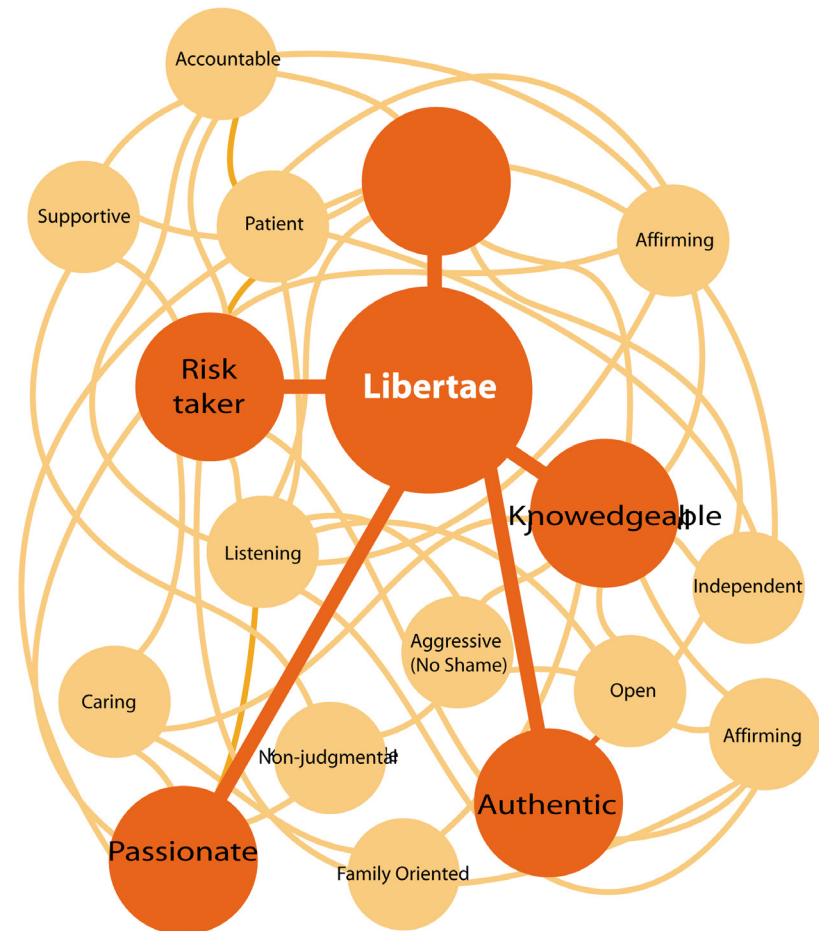 Accountable
Supportive
Patient
Affirming
Risk
taker
Libertae
Knowedgeable
Listening
Independent
Aggressive
(No Shame)
Open
Caring
Affirming
Non-judgmental
Authentic
Passionate
Family Oriented